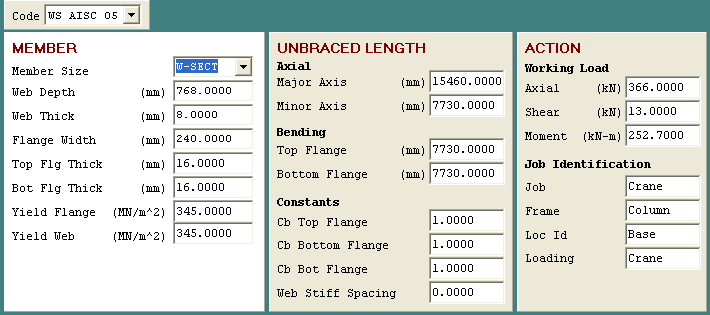 Code WS AISC 05
MEMBER
Member Size W-SECT
Web Depth (mm) 768.0000
Web Thick (mm) 8.0000
Flange Width (mm) 240.0000
Top Flg Thick (mm) 16.0000
Bot Flg Thick (mm) 16.0000
Yield Flange (MN/m^2) 345.0000
Yield Web (MN/m^2) 345.0000
UNBRACED LENGTH
Axial
Major Axis (mm) 15460.0000
Minor Axis (mm) 7730.0000
Bending
Top Flange (mm) 7730.0000
Bottom Flange (mm) 7730.0000
Constants
Cb Top Flange 1.0000
Cb Bottom Flange 1.0000
Cb Bot Flange 1.0000
Web Stiff Spacing 0.0000
ACTION
Working Load
Axial (kN) 366.0000
Shear (kN) 13.0000
Moment (kN-m) 252.7000
Job Identification
Job Crane
Frame Column
Loc Id Base
Loading Crane